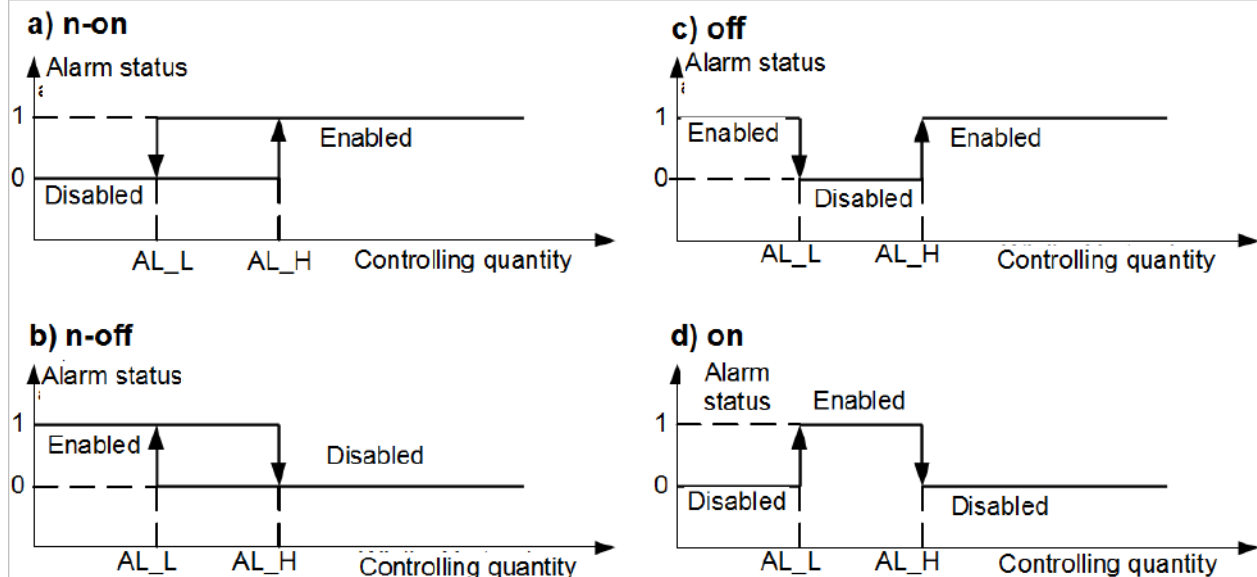 a) n-on
Alarm status
1
Enabled
0
Disabled
AL_L
AL_H
Controlling quantity
c) off
Alarm status
1
Enabled
Enabled
0
Disabled
AL_L
AL_H
Controlling quantity
b) n-off
Alarm status
1
Enabled
Disabled
0
AL_L
AL_H
Controlling quantity
d) on
Alarm
status
Enabled
1
0
Disabled
Disabled
AL_L
AL_H
Controlling quantity